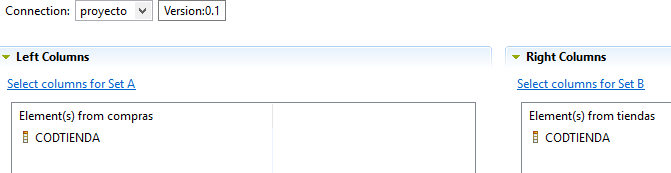 Connection: proyecto Version:0.1
Left Columns
Right Columns
Select columns for Set A
Select columns for Set B
Element(s) from compras
Element(s) from tiendas
CODTIENDA
CODTIENDA